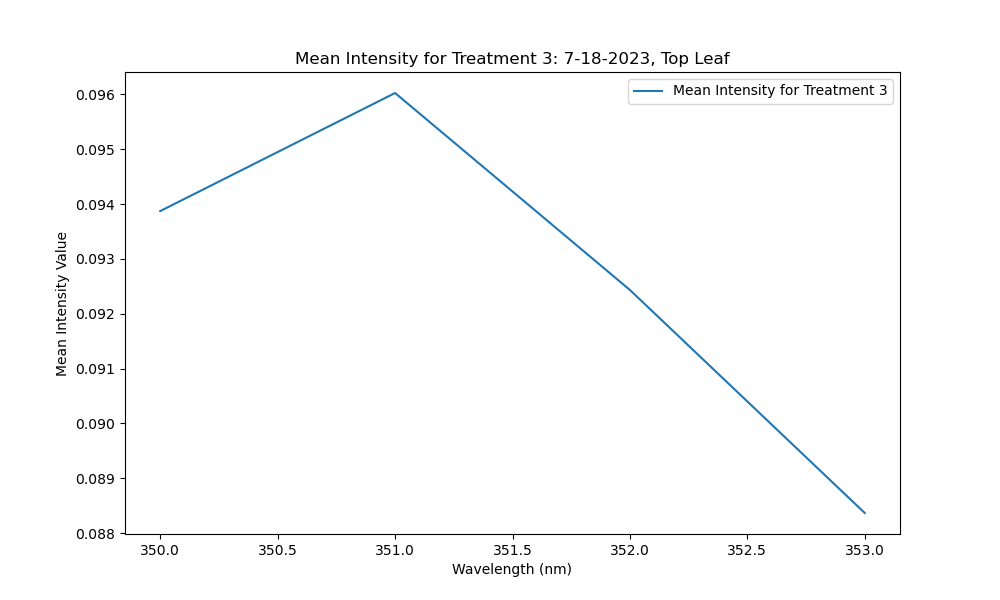 Mean Intensity for Treatment 3: 7-18-2023, Top Leaf
Mean Intensity for Treatment 3
0.096
0.095
0.094
0.093
0.092
0.091
0.090
0.089
0.088
Mean Intensity Value
350.0 350.5 351.0 351.5 352.0 352.5 353.0
Wavelength (nm)